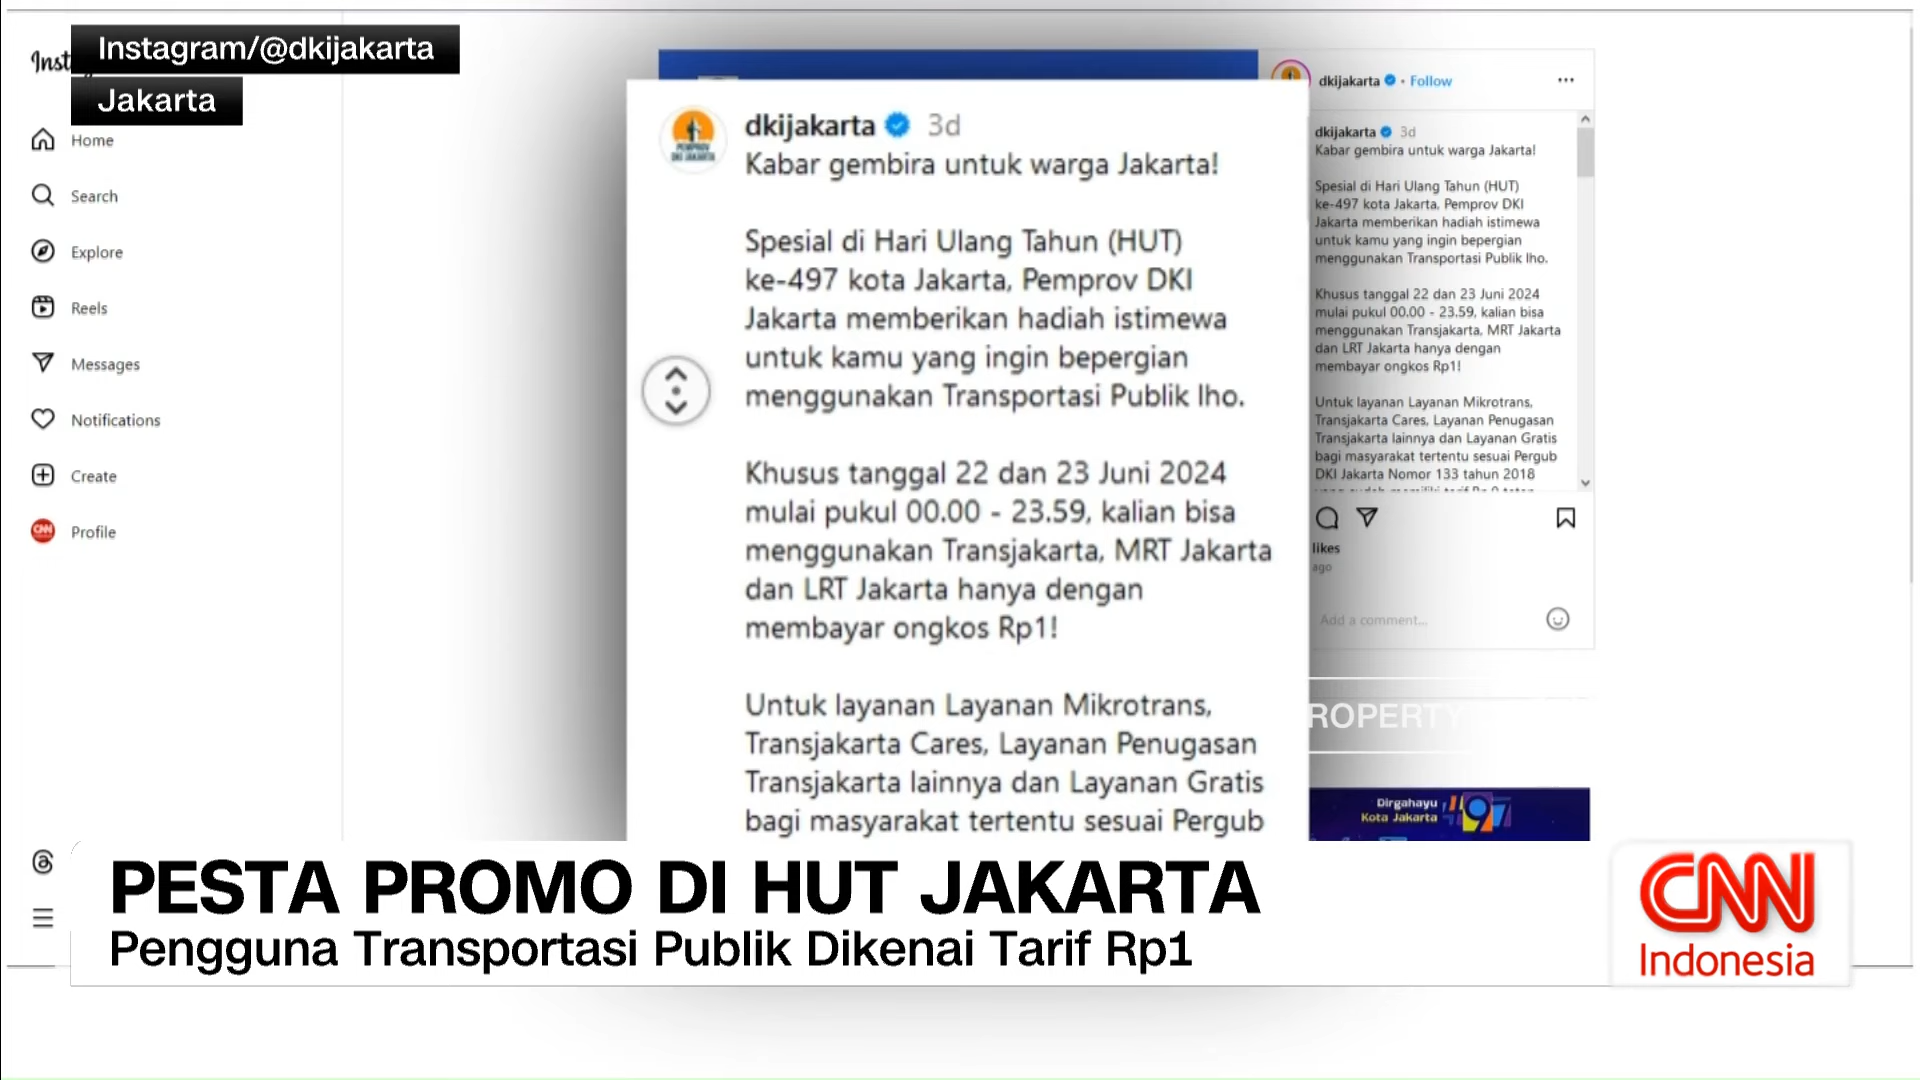 Instagram/@dkijakarta
Jakarta
Home
Search
Explore
Reels
Messages
Notifications
Create
Profile
dkijakarta 3d
Kabar gembira untuk warga Jakarta!
Spesial di Hari Ulang Tahun (HUT)
ke-497 kota Jakarta, Pemprov DKI
Jakarta memberikan hadiah istimewa
untuk kamu yang ingin bepergian
menggunakan Transportasi Publik lho.
Khusus tanggal 22 dan 23 Juni 2024
mulai pukul 00.00 - 23.59, kalian bisa
menggunakan Transjakarta, MRT Jakarta
dan LRT Jakarta hanya dengan
membayar ongkos Rp1!
Untuk layanan Layanan Mikrotrans,
Transjakarta Cares, Layanan Penugasan
Transjakarta lainnya dan Layanan Gratis
bagi masyarakat tertentu sesuai Pergub
PEMPROV
DKI JAKARTA
dkijakarta • Follow
dkijakarta 3d
Kabar gembira untuk warga Jakarta!
Spesial di Hari Ulang Tahun (HUT)
ke-497 kota Jakarta, Pemprov DKI
Jakarta memberikan hadiah istimewa
untuk kamu yang ingin bepergian
menggunakan Transportasi Publik lho.
Khusus tanggal 22 dan 23 Juni 2024
mulai pukul 00.00 - 23.59, kalian bisa
menggunakan Transjakarta, MRT Jakarta
dan LRT Jakarta hanya dengan
membayar ongkos Rp1!
Untuk layanan Layanan Mikrotrans,
Transjakarta Cares, Layanan Penugasan
Transjakarta lainnya dan Layanan Gratis
bagi masyarakat tertentu sesuai Pergub
DKI Jakarta Nomor 133 tahun 2018
likes
ago
Add a comment...
ROPERTY
Dirgahayu
Kota Jakarta
PESTA PROMO DI HUT JAKARTA
Pengguna Transportasi Publik Dikenai Tarif Rp1
CNN
Indonesia